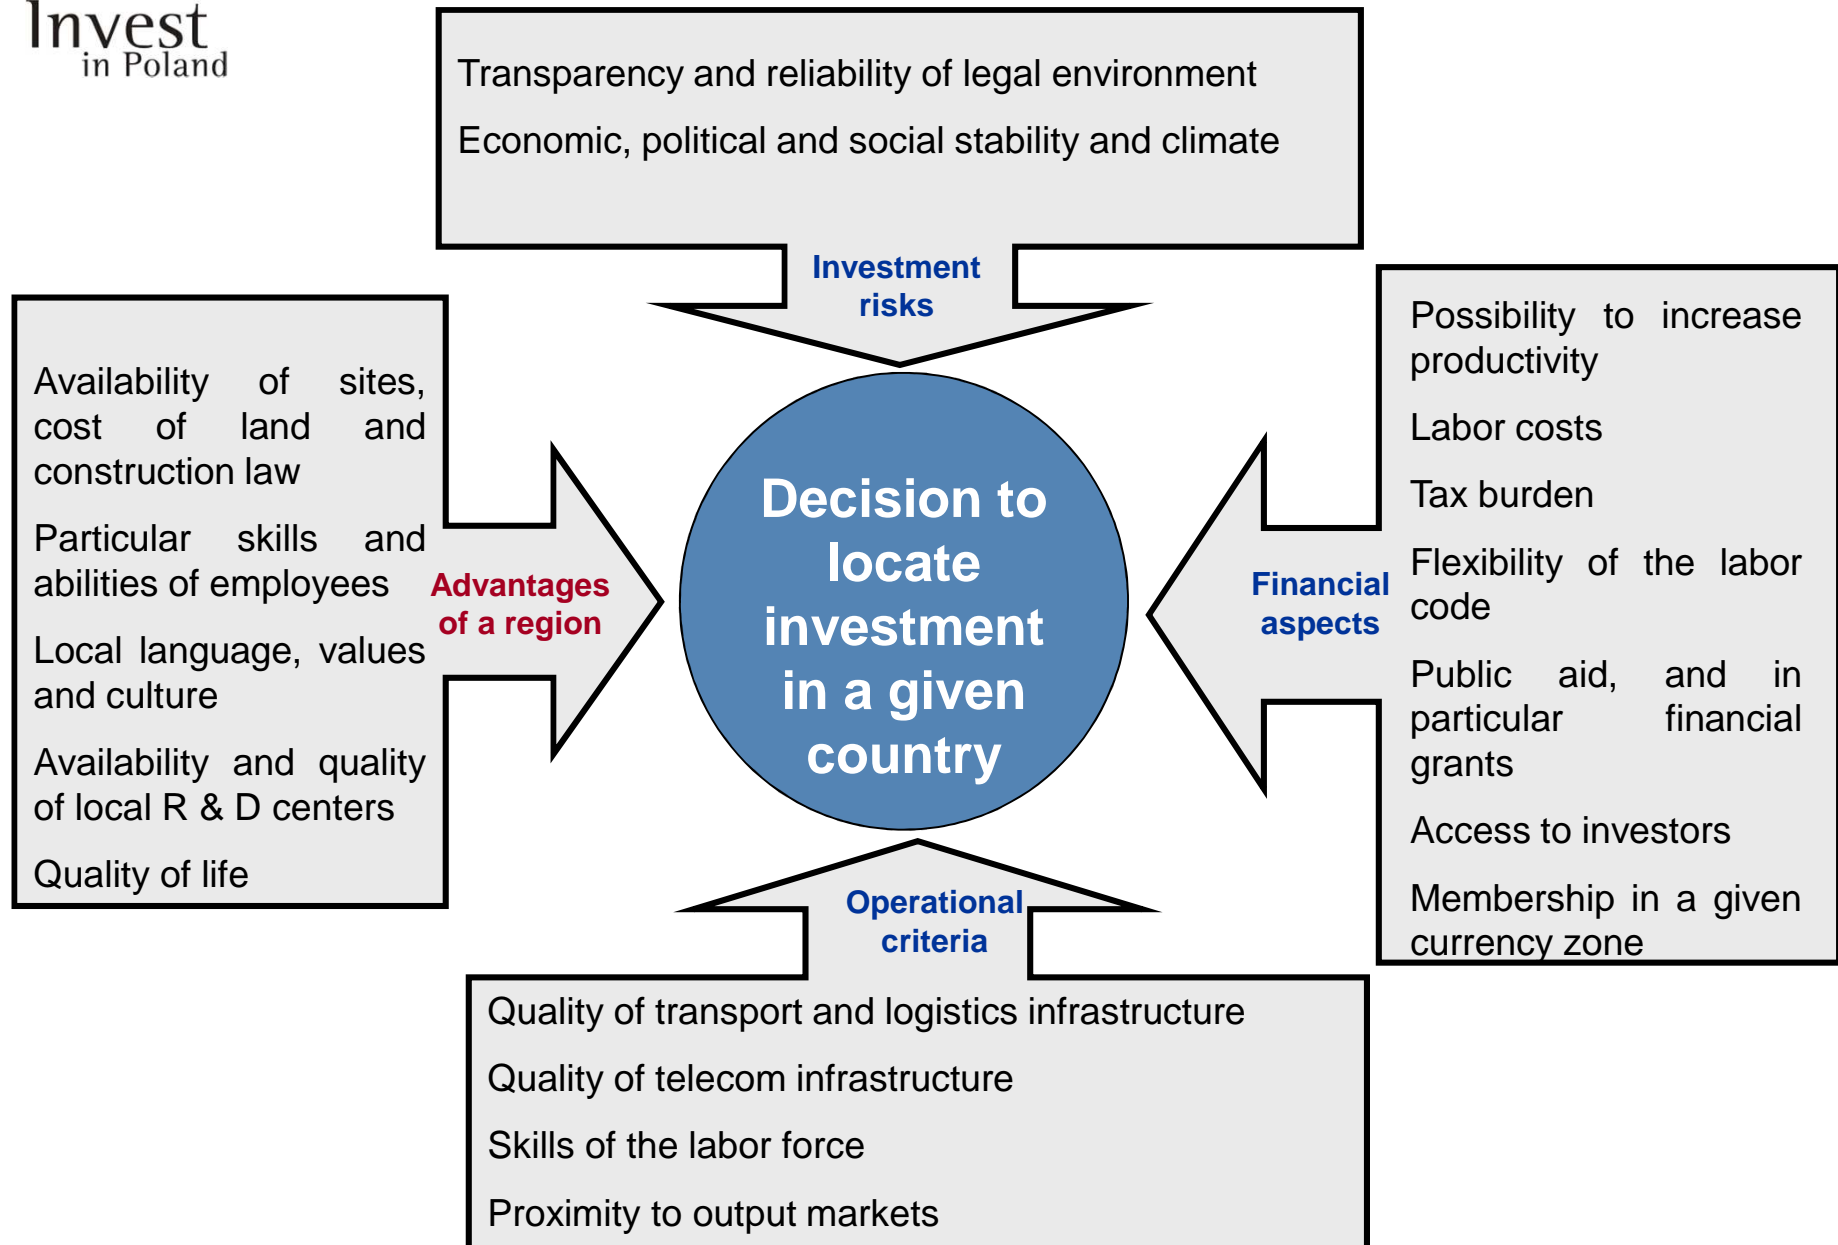 Invest
in Poland
Transparency and reliability of legal environment
Economic, political and social stability and climate
Investment
risks
Availability of sites,
cost of land and
construction law
Particular skills and
abilities of employees
Local language, values
and culture
Availability and quality
of local R & D centers
Quality of life
Advantages
of a region
Decision to
locate
investment
in a given
country
Financial
aspects
Possibility to increase
productivity
Labor costs
Tax burden
Flexibility of the labor
code
Public aid, and in
particular financial
grants
Access to investors
Membership in a given
currency zone
Operational
criteria
Quality of transport and logistics infrastructure
Quality of telecom infrastructure
Skills of the labor force
Proximity to output markets